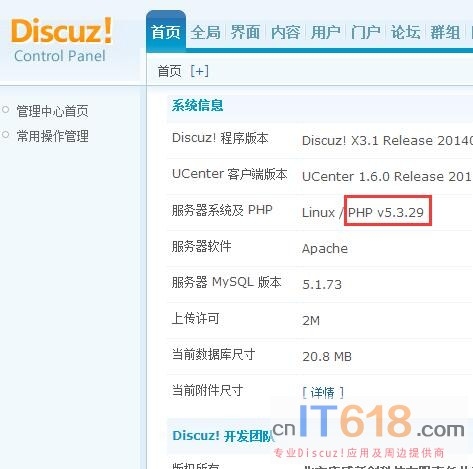 Discuz!
Control Panel
首页 全局 界面 内容 用户 门户 论坛 群组
首页 [+]
管理中心首页
常用操作管理
系统信息
Discuz! 程序版本 Discuz! X3.1 Release 20140
UCenter 客户端版本 UCenter 1.6.0 Release 201
服务器系统及 PHP Linux / PHP v5.3.29
服务器软件 Apache
服务器 MySQL 版本 5.1.73
上传许可 2M
当前数据库尺寸 20.8 MB
当前附件尺寸 [ 详情 ]
cnIT618.com
专业Discuz!应用及周边提供商
Discuz! 开发团队